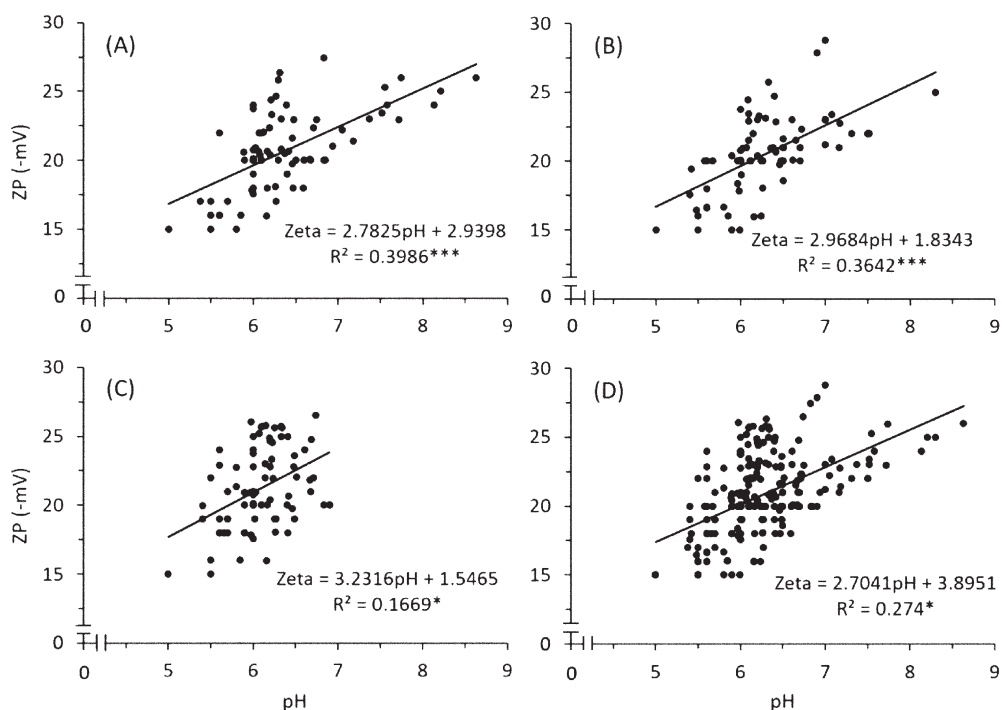 (A)
30
25
20
15
0
ZP (-mV)
Zeta = 2.7825pH + 2.9398
R² = 0.3986***
0 5 6 7 8 9
(B)
30
25
20
15
0
Zeta = 2.9684pH + 1.8343
R² = 0.3642***
0 5 6 7 8 9
(C)
30
25
20
15
0
ZP (-mV)
Zeta = 3.2316pH + 1.5465
R² = 0.1669*
0 5 6 7 8 9
pH
(D)
30
25
20
15
0
Zeta = 2.7041pH + 3.8951
R² = 0.274*
0 5 6 7 8 9
pH